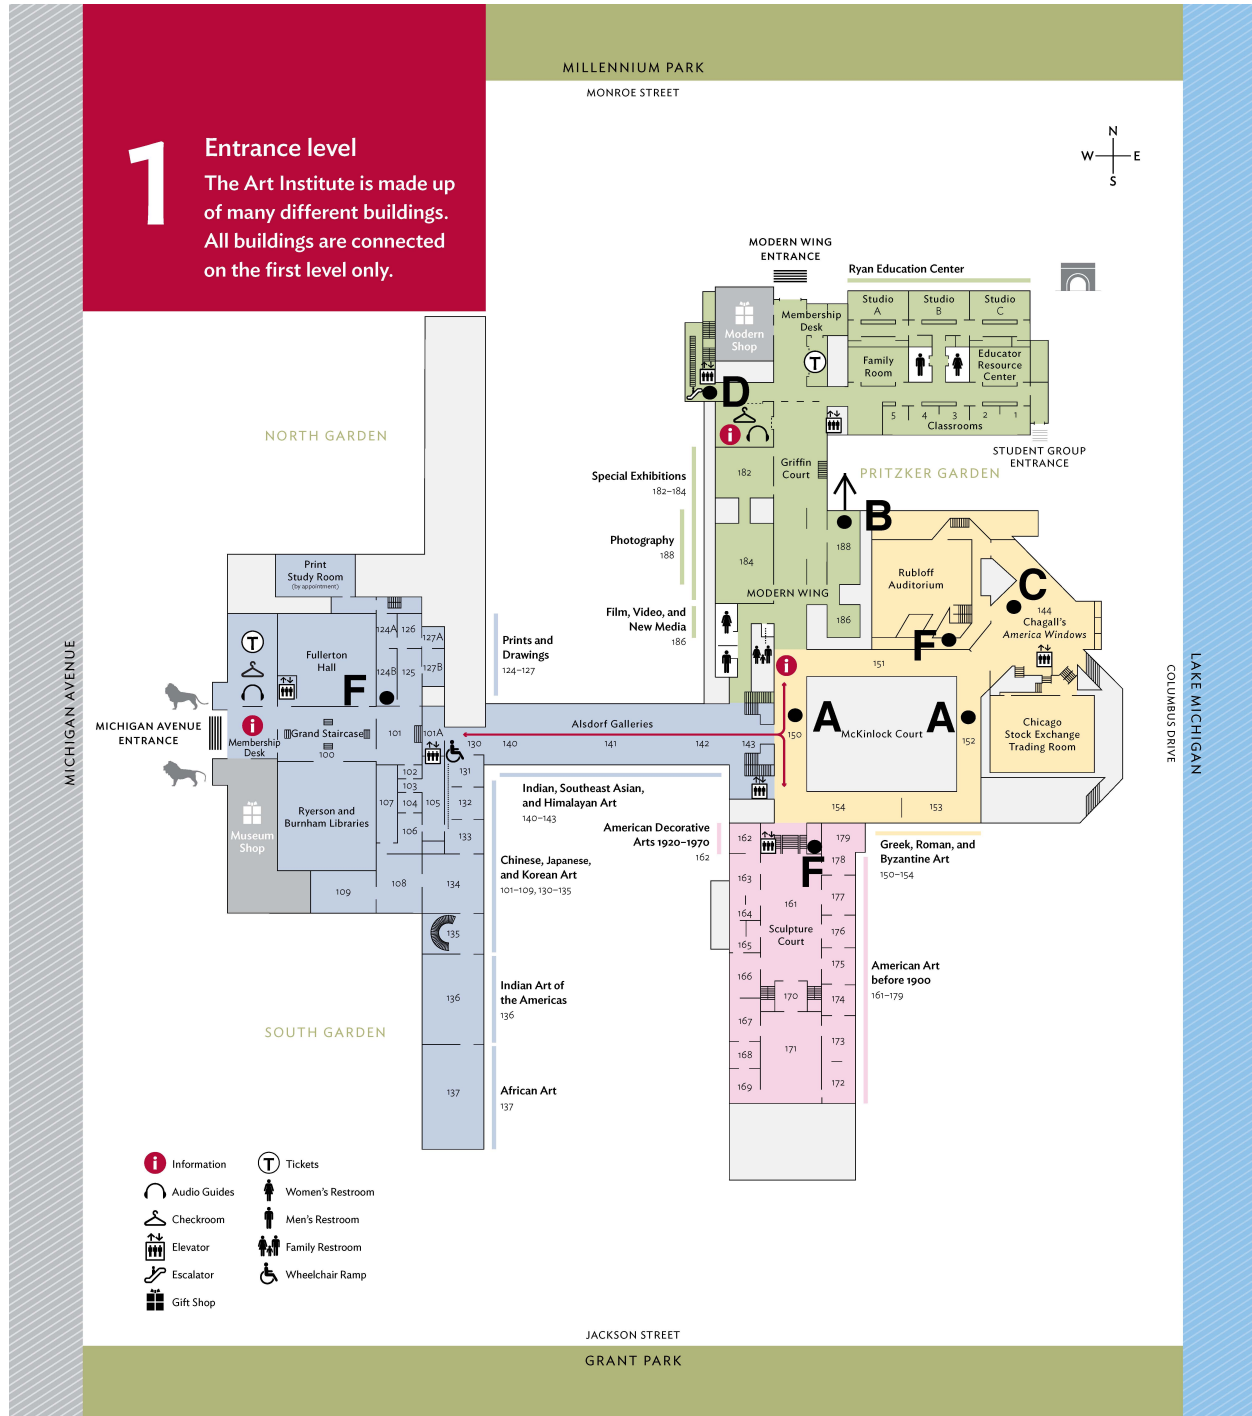 MILLENNIUM PARK
MONROE STREET
1
Entrance level
The Art Institute is made up
of many different buildings.
All buildings are connected
on the first level only.
N
W
E
S
MODERN WING
ENTRANCE
Ryan Education Center
Modern
Shop
Membership
Desk
T
Studio
A
Studio
B
Studio
C
Family
Room
Educator
Resource
Center
5
4
3
2
1
Classrooms
STUDENT GROUP
ENTRANCE
D
i
NORTH GARDEN
Special Exhibitions
182–184
182
Griffin
Court
PRITZKER GARDEN
B
Photography
188
184
188
MODERN WING
Film, Video, and
New Media
186
186
Rubloff
Auditorium
C
144
Chagall's
America Windows
F
151
i
Print
Study Room
(by appointment)
124A
126
127A
T
Fullerton
Hall
124B
125
127B
F
Prints and
Drawings
124–127
MICHIGAN AVENUE
MICHIGAN AVENUE
ENTRANCE
i
Membership
Desk
Grand Staircase
100
101
101A
130
140
141
142
143
Alsdorf Galleries
150
A
McKinlock Court
A
152
Chicago
Stock Exchange
Trading Room
COLUMBUS DRIVE
LAKE MICHIGAN
102
103
104
105
106
107
131
132
133
Museum
Shop
Ryerson and
Burnham Libraries
Indian, Southeast Asian,
and Himalayan Art
140–143
154
153
American Decorative
Arts 1920–1970
162
162
179
178
F
Greek, Roman, and
Byzantine Art
150–154
Chinese, Japanese,
and Korean Art
101–109, 130–135
109
108
134
135
163
161
177
164
Sculpture
Court
176
165
175
166
170
174
American Art
before 1900
161–179
136
Indian Art of
the Americas
136
167
171
173
168
169
172
SOUTH GARDEN
137
African Art
137
i
Information
T
Tickets
Audio Guides
Women's Restroom
Checkroom
Men's Restroom
Elevator
Family Restroom
Escalator
Wheelchair Ramp
Gift Shop
JACKSON STREET
GRANT PARK